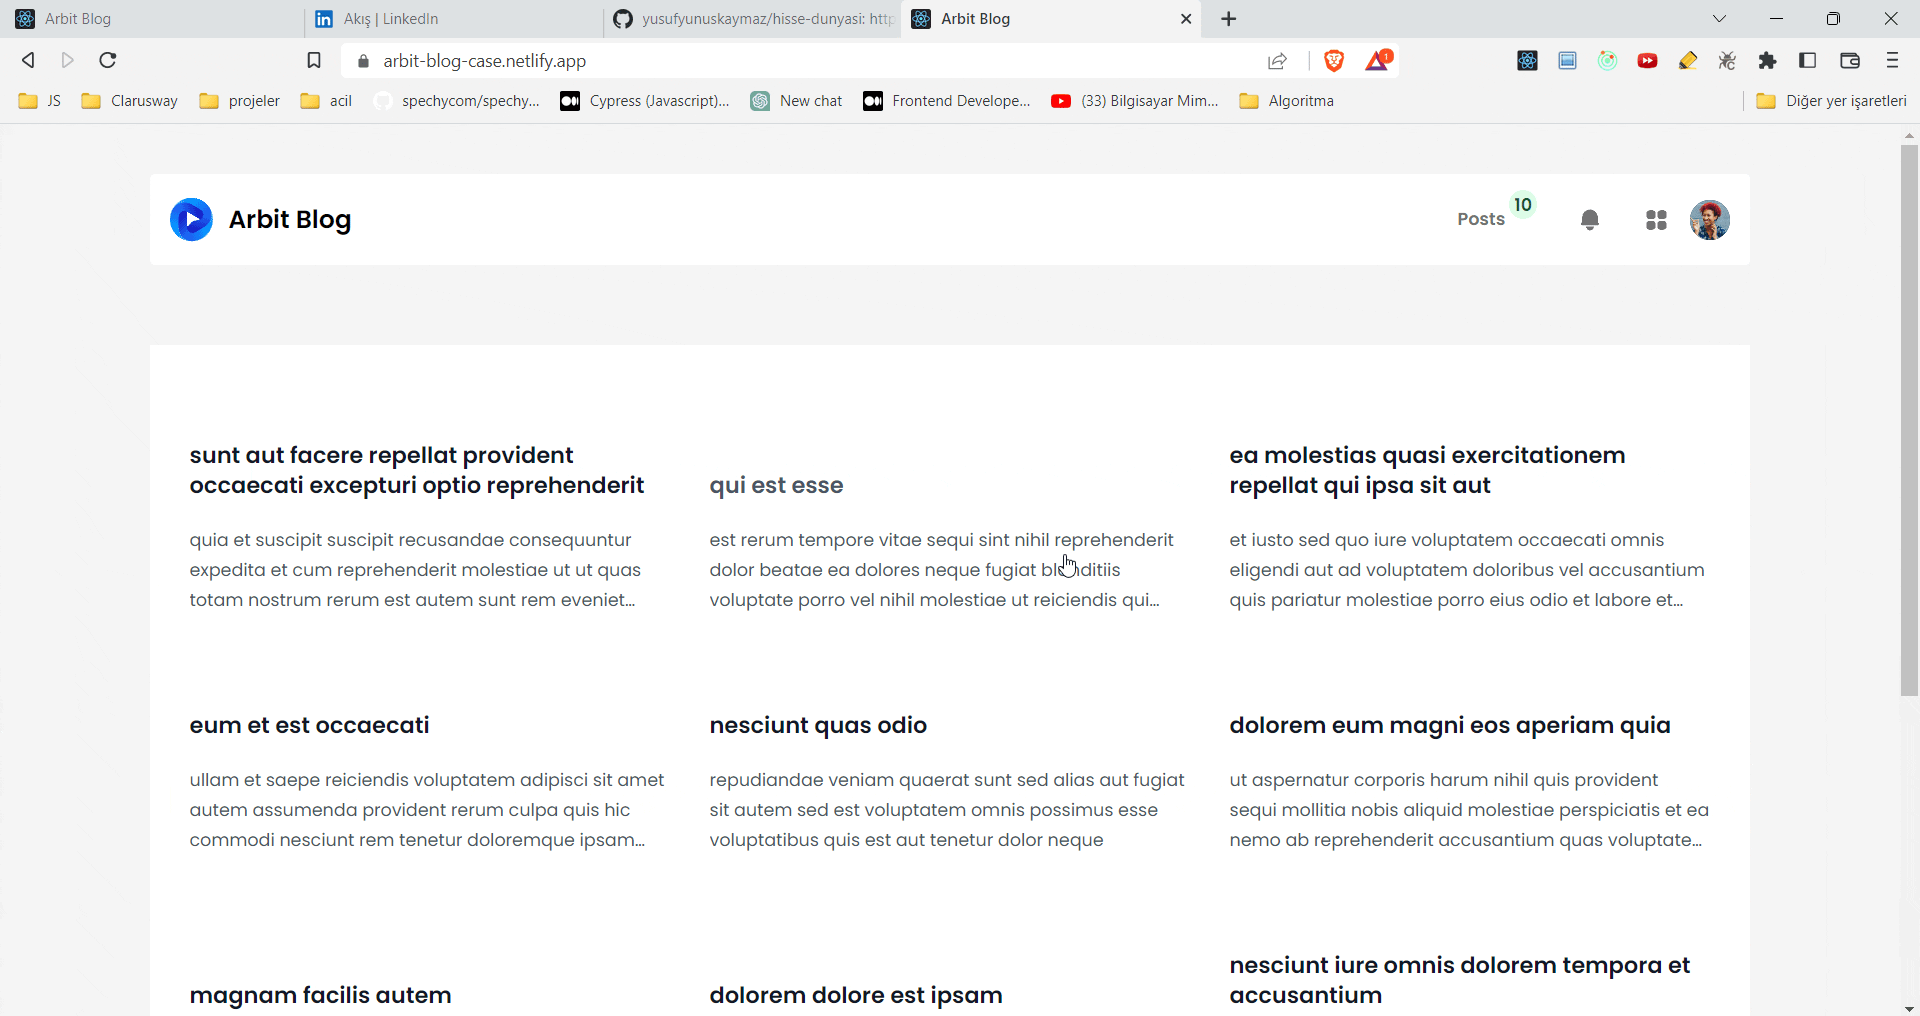 Arbit Blog
Akış | LinkedIn
yusufyunuskaymaz/hisse-dunyasi: http
Arbit Blog
arbit-blog-case.netlify.app
1
JS
Clarusway
projeler
acil
spechycom/spechy...
Cypress (Javascript)...
New chat
Frontend Develope...
(33) Bilgisayar Mim...
Algoritma
Diğer yer işaretleri
Arbit Blog
Posts
10
sunt aut facere repellat provident
occaecati excepturi optio reprehenderit
quia et suscipit suscipit recusandae consequuntur
expedita et cum reprehenderit molestiae ut ut quas
totam nostrum rerum est autem sunt rem eveniet...
qui est esse
est rerum tempore vitae sequi sint nihil reprehenderit
dolor beatae ea dolores neque fugiat blanditiis
voluptate porro vel nihil molestiae ut reiciendis qui...
ea molestias quasi exercitationem
repellat qui ipsa sit aut
et iusto sed quo iure voluptatem occaecati omnis
eligendi aut ad voluptatem doloribus vel accusantium
quis pariatur molestiae porro eius odio et labore et...
eum et est occaecati
ullam et saepe reiciendis voluptatem adipisci sit amet
autem assumenda provident rerum culpa quis hic
commodi nesciunt rem tenetur doloremque ipsam...
nesciunt quas odio
repudiandae veniam quaerat sunt sed alias aut fugiat
sit autem sed est voluptatem omnis possimus esse
voluptatibus quis est aut tenetur dolor neque
dolorem eum magni eos aperiam quia
ut aspernatur corporis harum nihil quis provident
sequi mollitia nobis aliquid molestiae perspiciatis et ea
nemo ab reprehenderit accusantium quas voluptate...
magnam facilis autem
dolorem dolore est ipsam
nesciunt iure omnis dolorem tempora et
accusantium